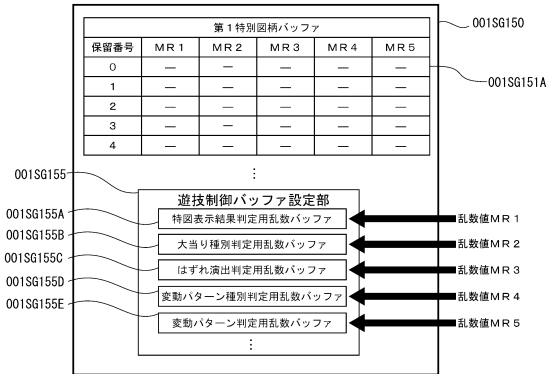 001SG150
第1特別図柄バッファ
保留番号 MR1 MR2 MR3 MR4 MR5
001SG151A
0 ― ― ― ― ―
1 ― ― ― ― ―
2 ― ― ― ― ―
3 ― ― ― ― ―
4 ― ― ― ― ―
⋮
001SG155
遊技制御バッファ設定部
001SG155A
特図表示結果判定用乱数バッファ
乱数値MR1
001SG155B
大当り種別判定用乱数バッファ
乱数値MR2
001SG155C
はずれ演出判定用乱数バッファ
乱数値MR3
001SG155D
変動パターン種別判定用乱数バッファ
乱数値MR4
001SG155E
変動パターン判定用乱数バッファ
乱数値MR5
⋮